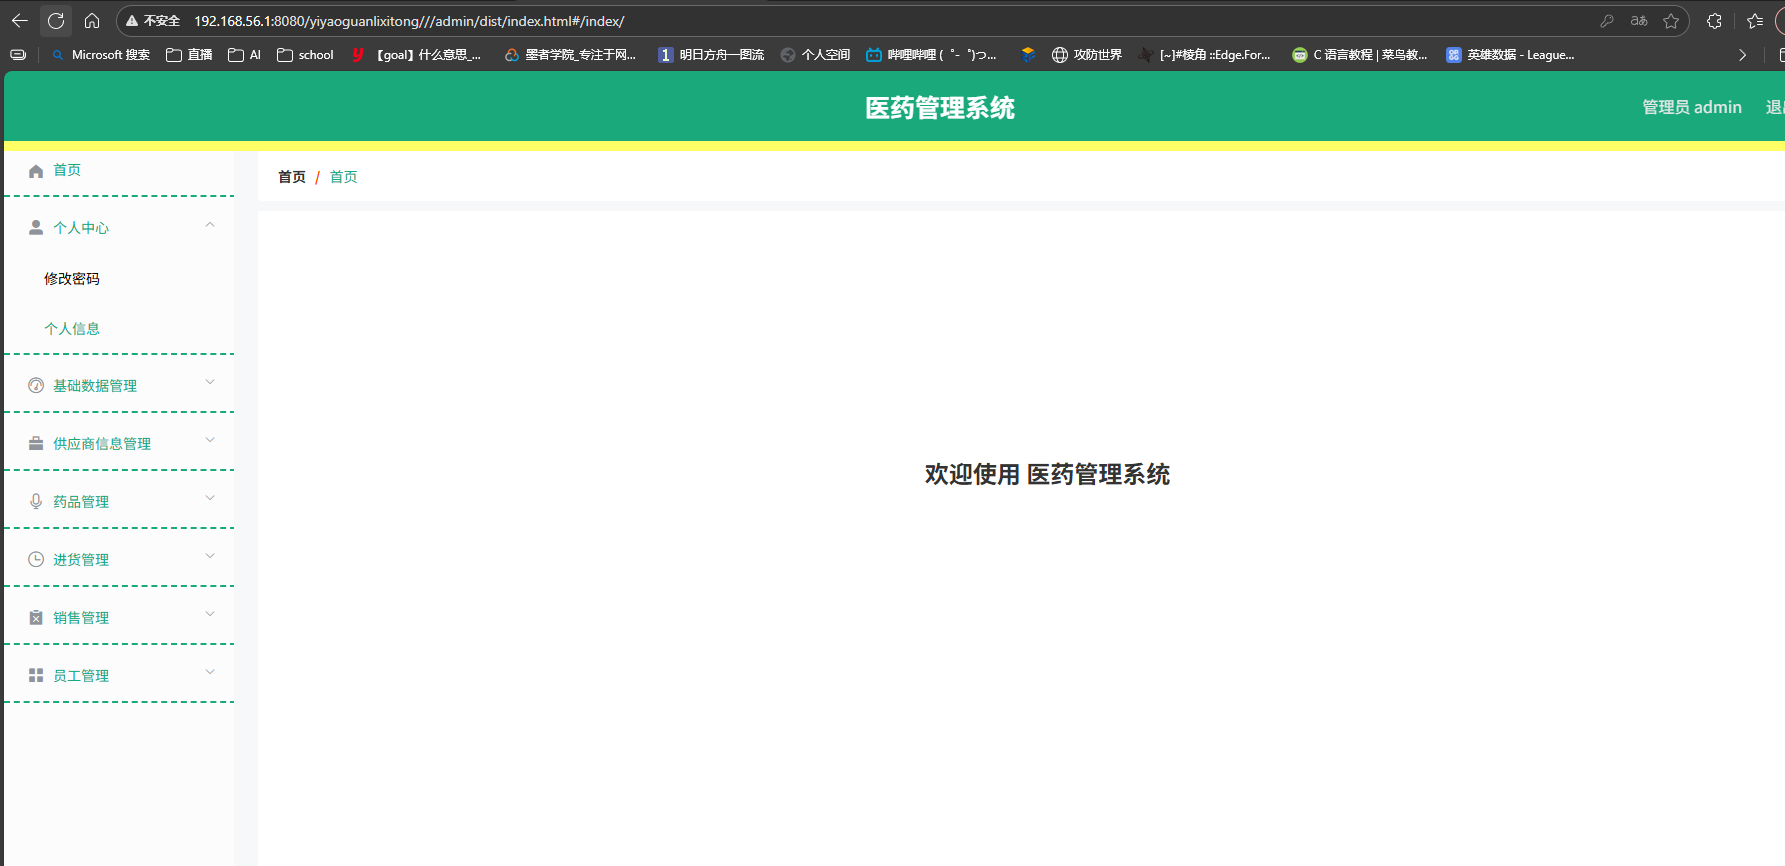 不安全 192.168.56.1:8080/yiyaoguanlixitong///admin/dist/index.html#/index/
Microsoft 搜索 直播 AI school 【goal】什么意思_... 墨者学院_专注于网... 明日方舟一图流 个人空间 哔哩哔哩 (゜-゜)つ... 攻防世界 [~]#棱角 ::Edge.For... C 语言教程 | 菜鸟教... 英雄数据 - League...
医药管理系统
管理员 admin
首页
首页 / 首页
个人中心
修改密码
个人信息
基础数据管理
供应商信息管理
药品管理
进货管理
销售管理
员工管理
欢迎使用 医药管理系统